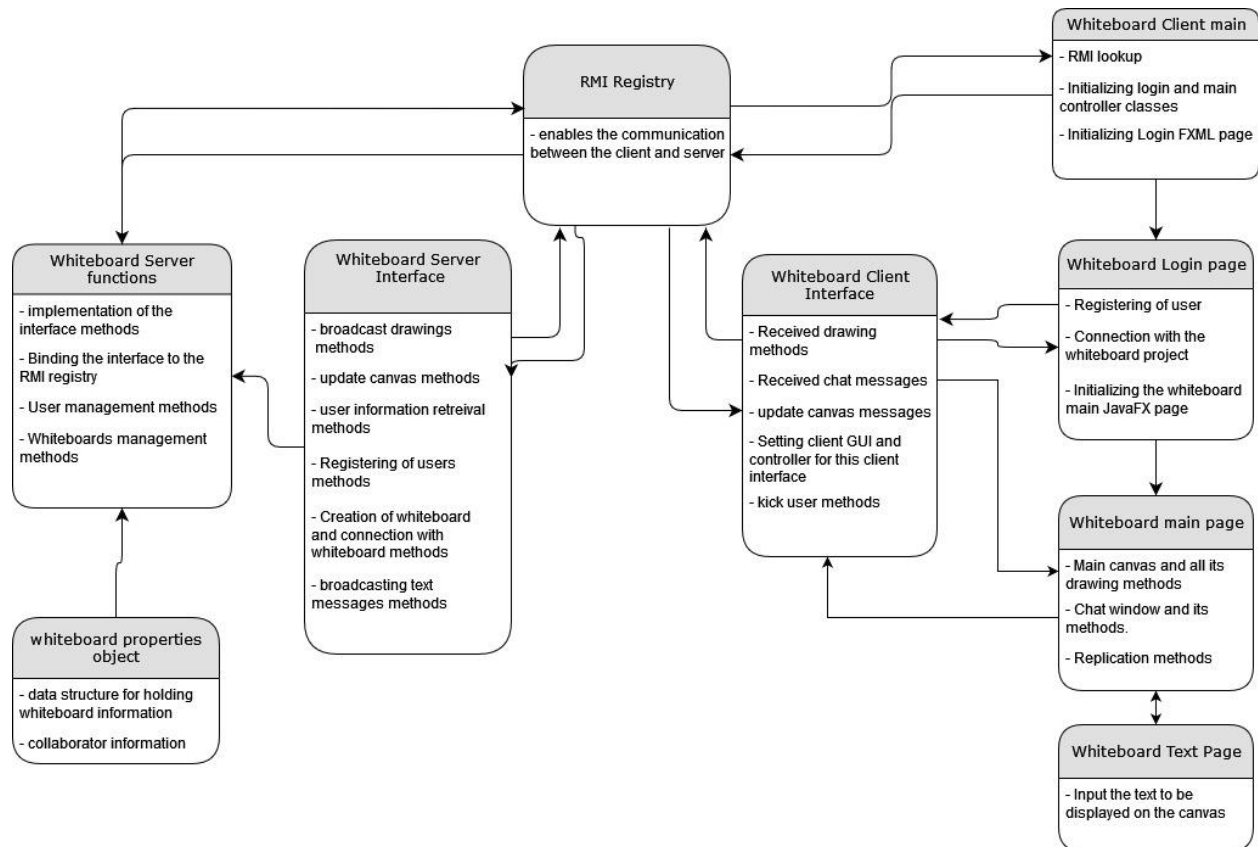 RMI Registry
- enables the communication
between the client and server
Whiteboard Client main
- RMI lookup
- Initializing login and main
controller classes
- Initializing Login FXML page
Whiteboard Server
functions
- implementation of the
interface methods
- Binding the interface to the
RMI registry
- User management methods
- Whiteboards management
methods
Whiteboard Server
Interface
- broadcast drawings
methods
- update canvas methods
- user information retreival
methods
- Registering of users
methods
- Creation of whiteboard
and connection with
whiteboard methods
- broadcasting text
messages methods
Whiteboard Client
Interface
- Received drawing
methods
- Received chat messages
- update canvas messages
- Setting client GUI and
controller for this client
interface
- kick user methods
Whiteboard Login page
- Registering of user
- Connection with the
whiteboard project
- Initializing the whiteboard
main JavaFX page
Whiteboard main page
- Main canvas and all its
drawing methods
- Chat window and its
methods.
- Replication methods
whiteboard properties
object
- data structure for holding
whiteboard information
- collaborator information
Whiteboard Text Page
- Input the text to be
displayed on the canvas